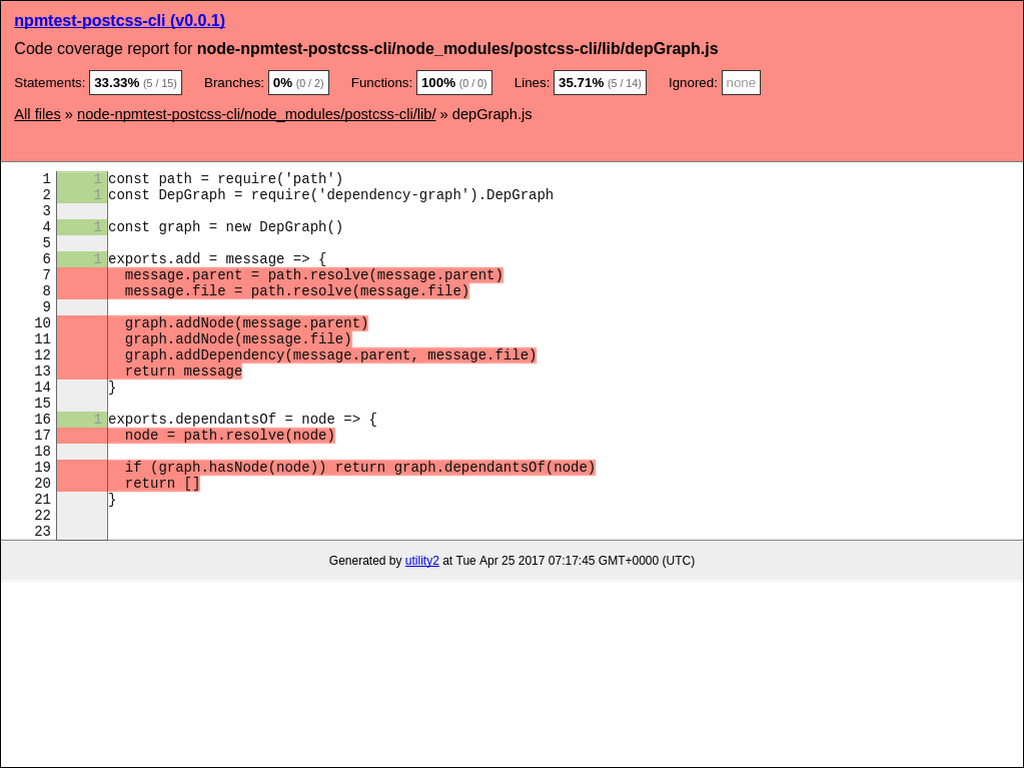 npmtest-postcss-cli (v0.0.1)
Code coverage report for node-npmtest-postcss-cli/node_modules/postcss-cli/lib/depGraph.js
Statements: 33.33% (5 / 15) Branches: 0% (0 / 2) Functions: 100% (0 / 0) Lines: 35.71% (5 / 14) Ignored: none
All files » node-npmtest-postcss-cli/node_modules/postcss-cli/lib/ » depGraph.js
1 1 const path = require('path')
2 1 const DepGraph = require('dependency-graph').DepGraph
3
4 1 const graph = new DepGraph()
5
6 1 exports.add = message => {
7   message.parent = path.resolve(message.parent)
8   message.file = path.resolve(message.file)
9
10   graph.addNode(message.parent)
11   graph.addNode(message.file)
12   graph.addDependency(message.parent, message.file)
13   return message
14 }
15
16 1 exports.dependantsOf = node => {
17   node = path.resolve(node)
18
19   if (graph.hasNode(node)) return graph.dependantsOf(node)
20   return []
21 }
22
23
Generated by utility2 at Tue Apr 25 2017 07:17:45 GMT+0000 (UTC)